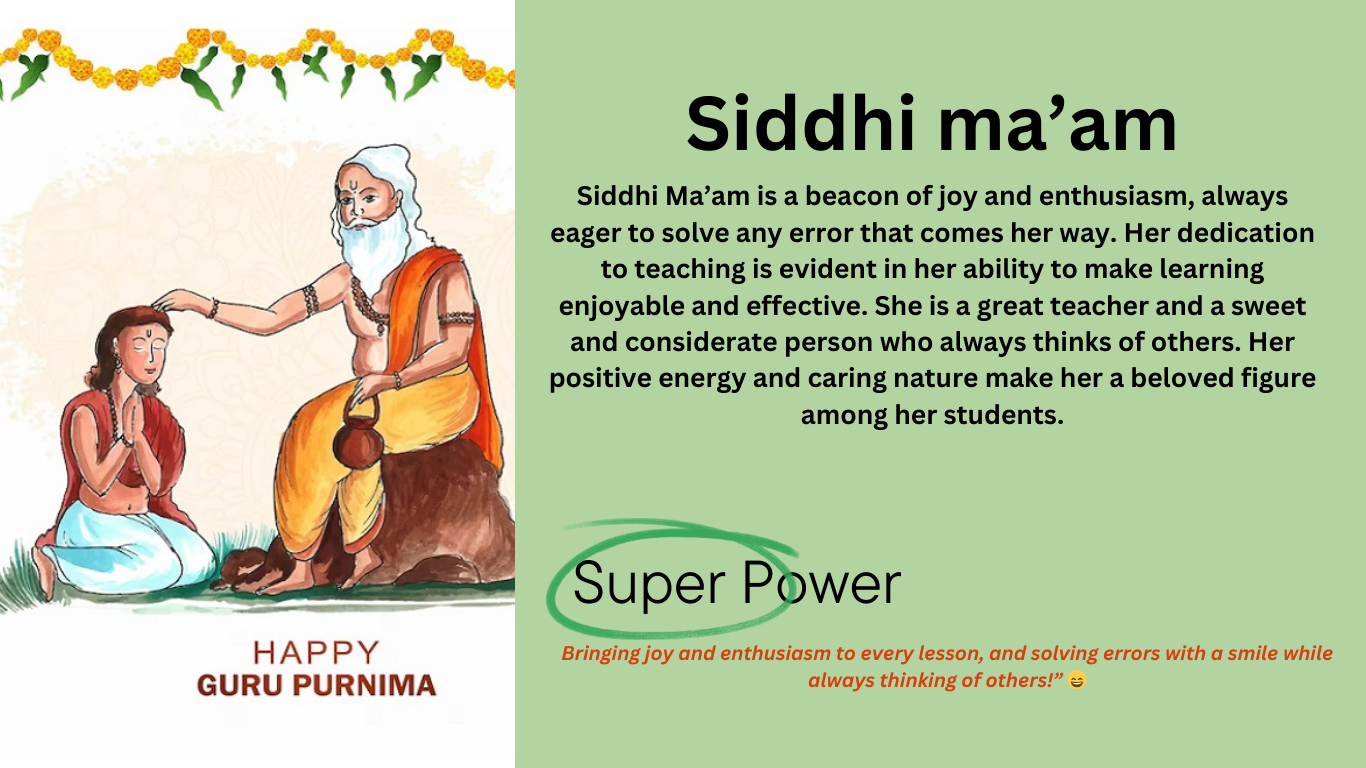 Siddhi ma’am
Siddhi Ma’am is a beacon of joy and enthusiasm, always
eager to solve any error that comes her way. Her dedication
to teaching is evident in her ability to make learning
enjoyable and effective. She is a great teacher and a sweet
and considerate person who always thinks of others. Her
positive energy and caring nature make her a beloved figure
among her students.
Super Power
Bringing joy and enthusiasm to every lesson, and solving errors with a smile while
always thinking of others!” 😄
HAPPY
GURU PURNIMA